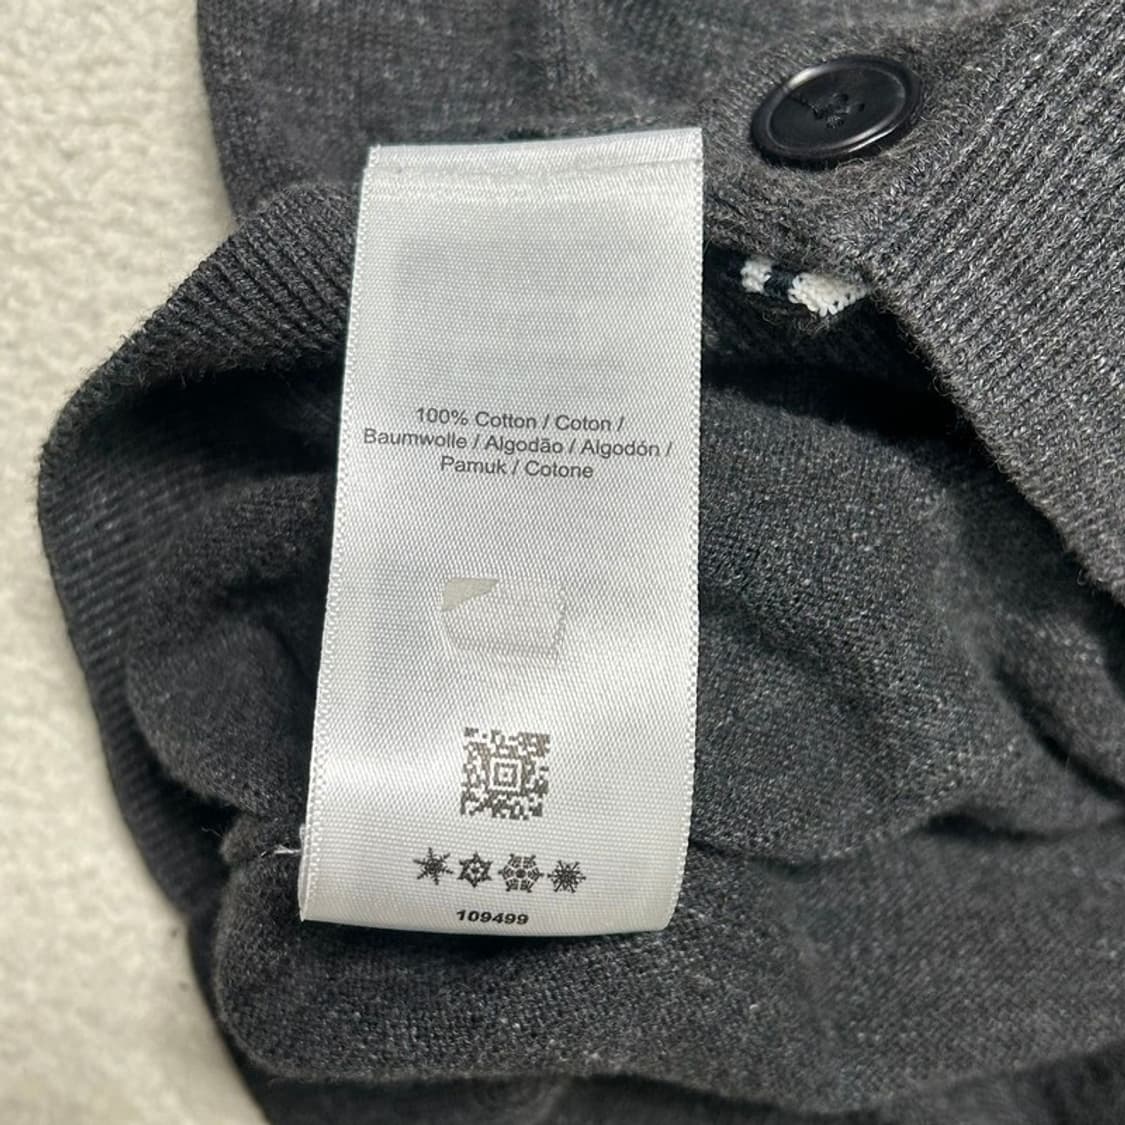 100% Cotton / Coton /
Baumwolle / Algodão / Algodón /
Pamuk / Cotone
109499